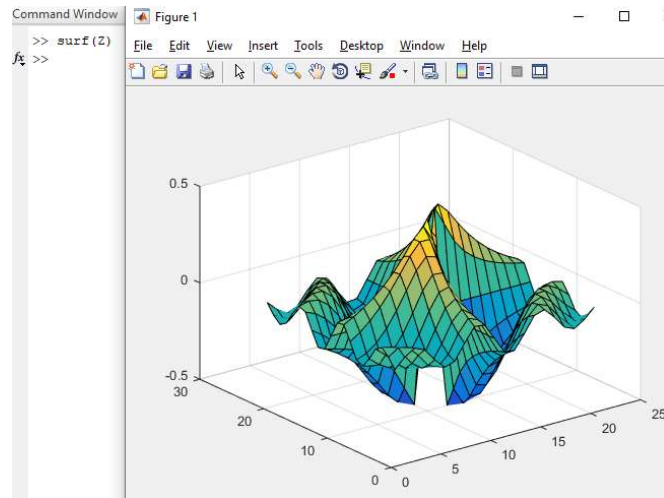 Command Window
>> surf(Z)
fx >>
Figure 1
File Edit View Insert Tools Desktop Window Help
0.5
0
-0.5
30
20
10
0
0
5
10
15
20
25